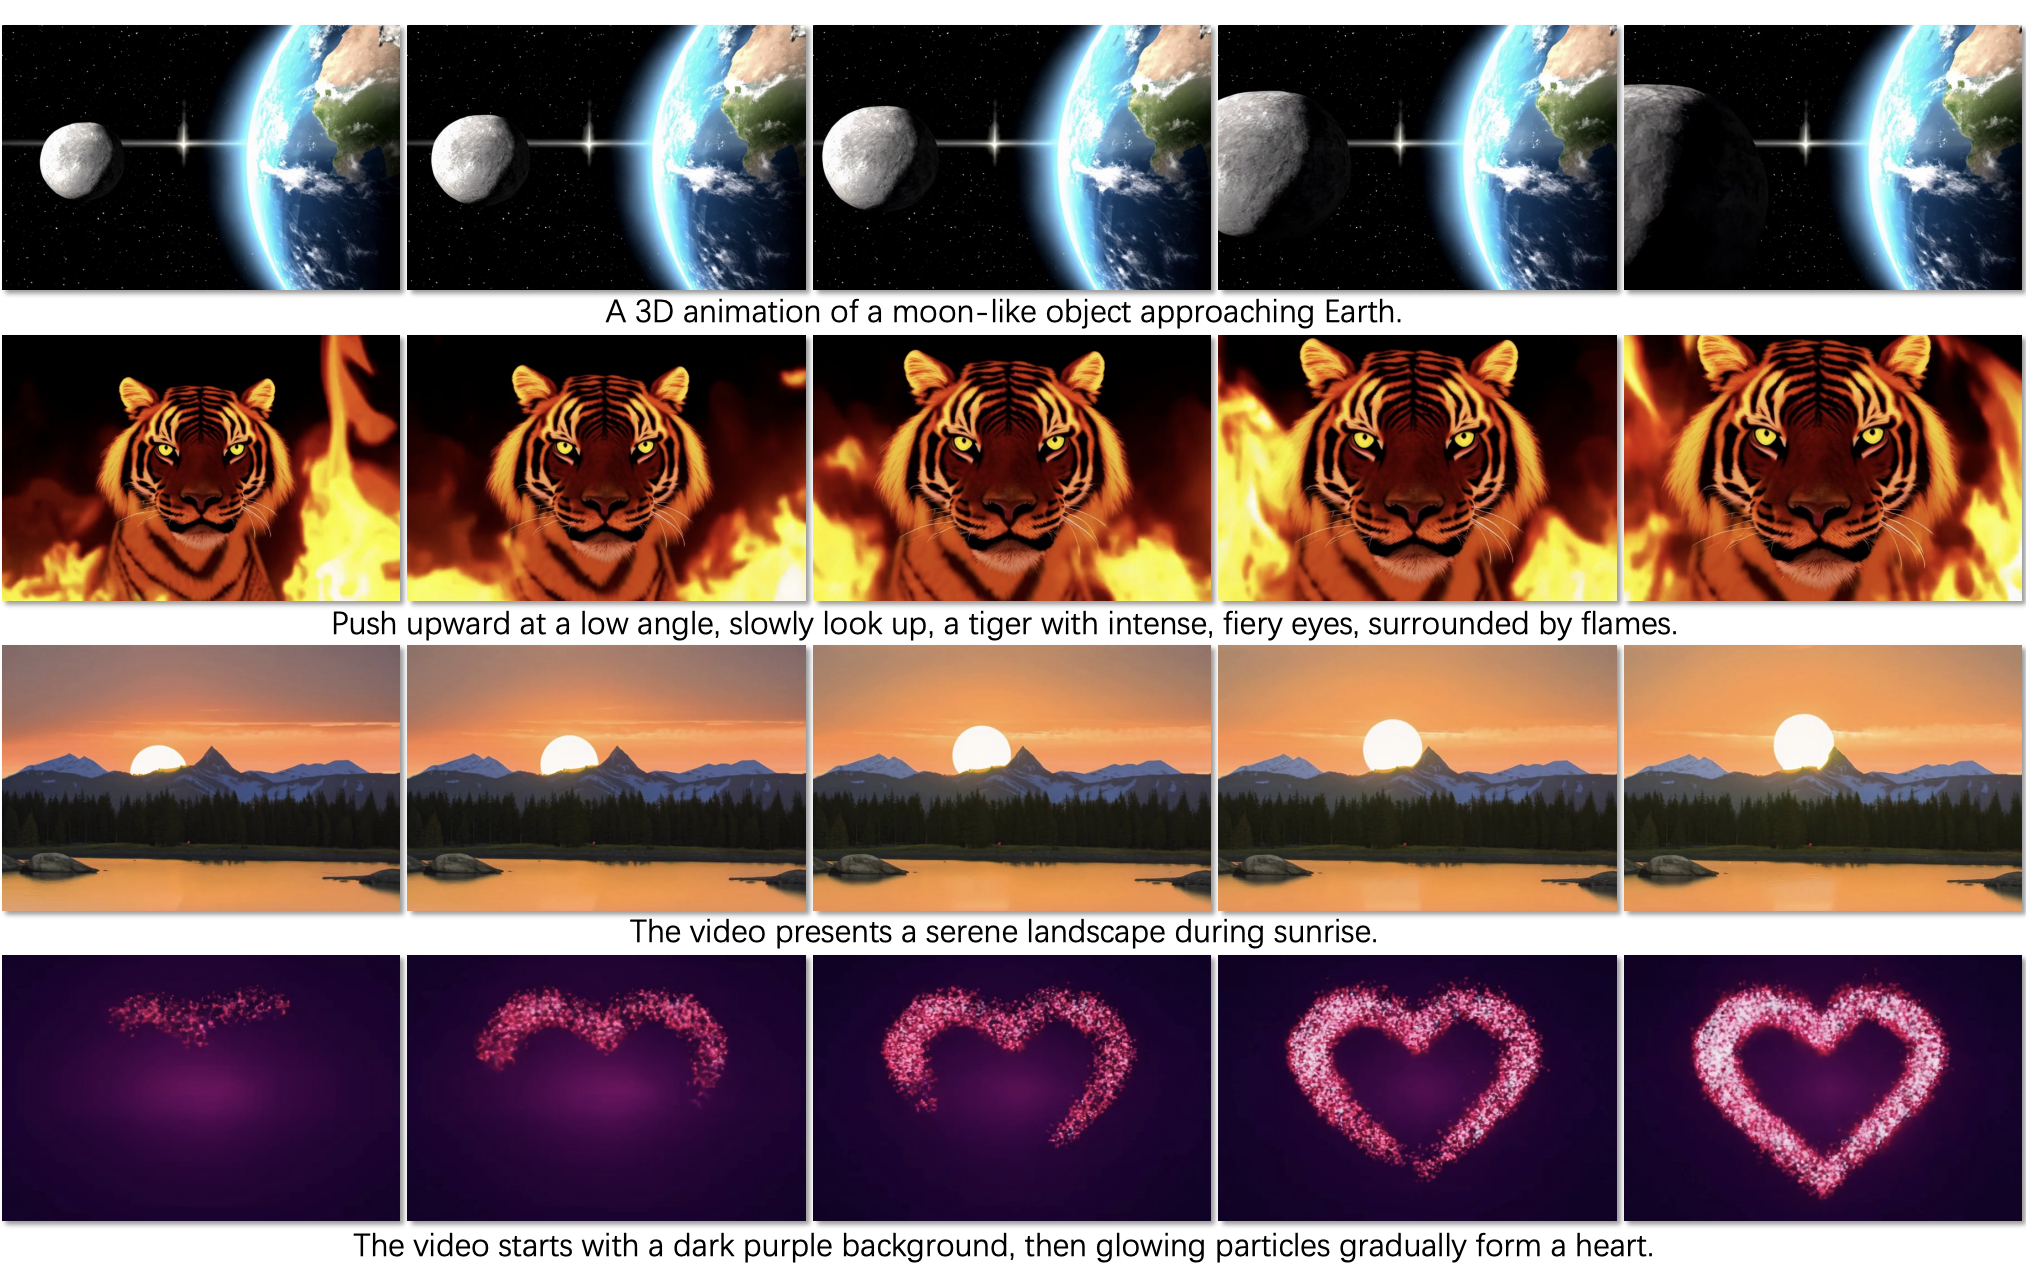 A 3D animation of a moon-like object approaching Earth.
Push upward at a low angle, slowly look up, a tiger with intense, fiery eyes, surrounded by flames.
The video presents a serene landscape during sunrise.
The video starts with a dark purple background, then glowing particles gradually form a heart.